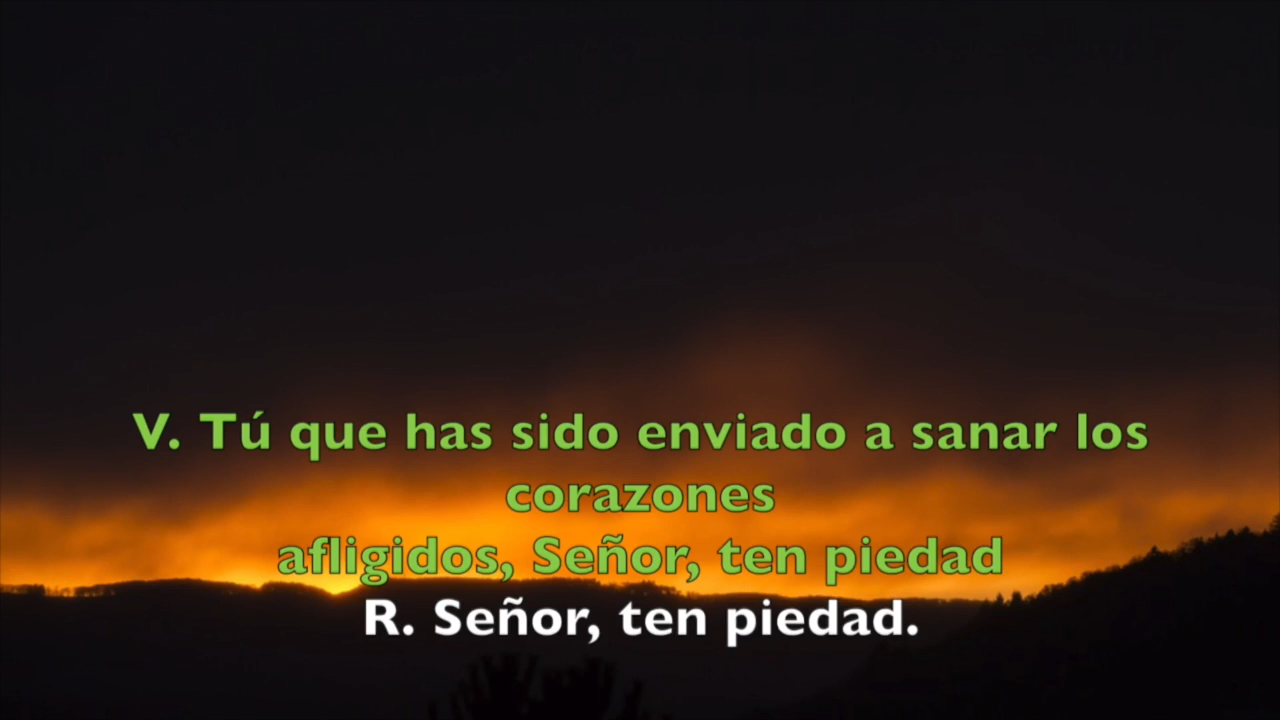 V. Tú que has sido enviado a sanar los
corazones
afligidos, Señor, ten piedad
R. Señor, ten piedad.